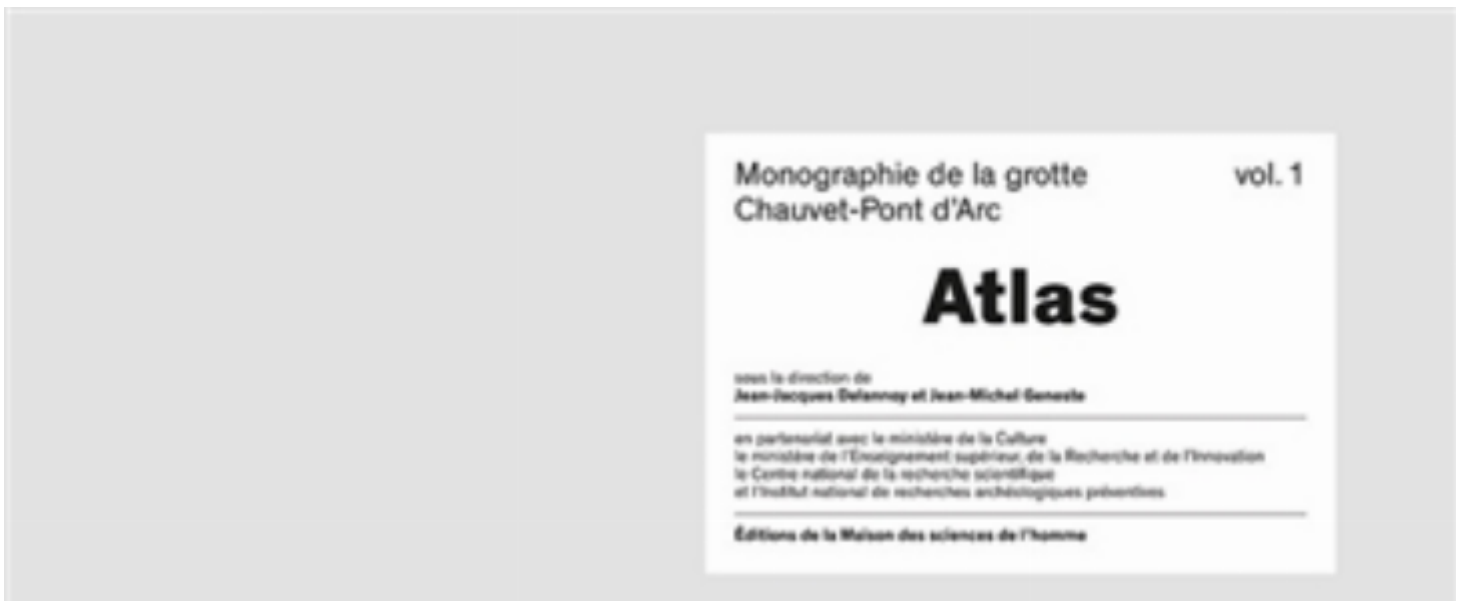 Monographie de la grotte vol. 1
Chauvet-Pont d'Arc
Atlas
sous la direction de
Jean-Jacques Delannoy et Jean-Michel Geneste
en partenariat avec le ministère de la Culture
le ministère de l'Enseignement supérieur, de la Recherche et de l'Innovation
le Centre national de la recherche scientifique
et l'Institut national de recherches archéologiques préventives
Éditions de la Maison des sciences de l'homme